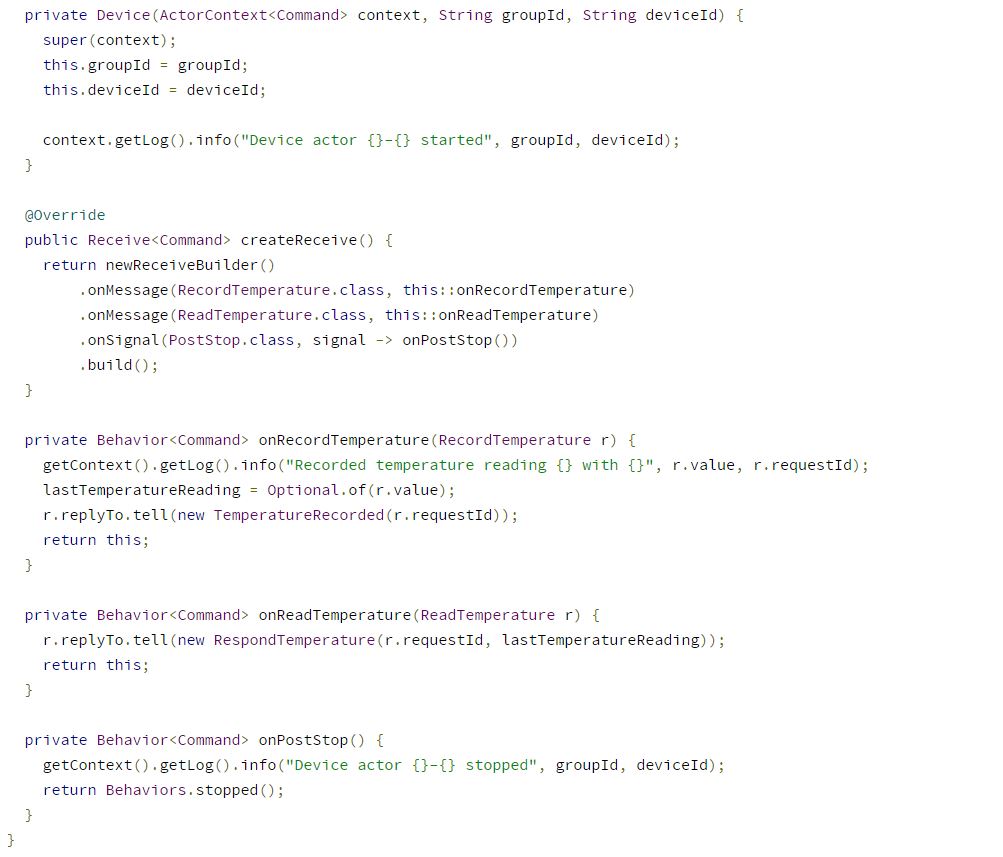 private Device(ActorContext<Command> context, String groupId, String deviceId) {
super(context);
this.groupId = groupId;
this.deviceId = deviceId;
context.getLog().info("Device actor {}-{} started", groupId, deviceId);
}
@Override
public Receive<Command> createReceive() {
return newReceiveBuilder()
.onMessage(RecordTemperature.class, this::onRecordTemperature)
.onMessage(ReadTemperature.class, this::onReadTemperature)
.onSignal(PostStop.class, signal -> onPostStop())
.build();
}
private Behavior<Command> onRecordTemperature(RecordTemperature r) {
getContext().getLog().info("Recorded temperature reading {} with {}", r.value, r.requestId);
lastTemperatureReading = Optional.of(r.value);
r.replyTo.tell(new TemperatureRecorded(r.requestId));
return this;
}
private Behavior<Command> onReadTemperature(ReadTemperature r) {
r.replyTo.tell(new RespondTemperature(r.requestId, lastTemperatureReading));
return this;
}
private Behavior<Command> onPostStop() {
getContext().getLog().info("Device actor {}-{} stopped", groupId, deviceId);
return Behaviors.stopped();
}
}